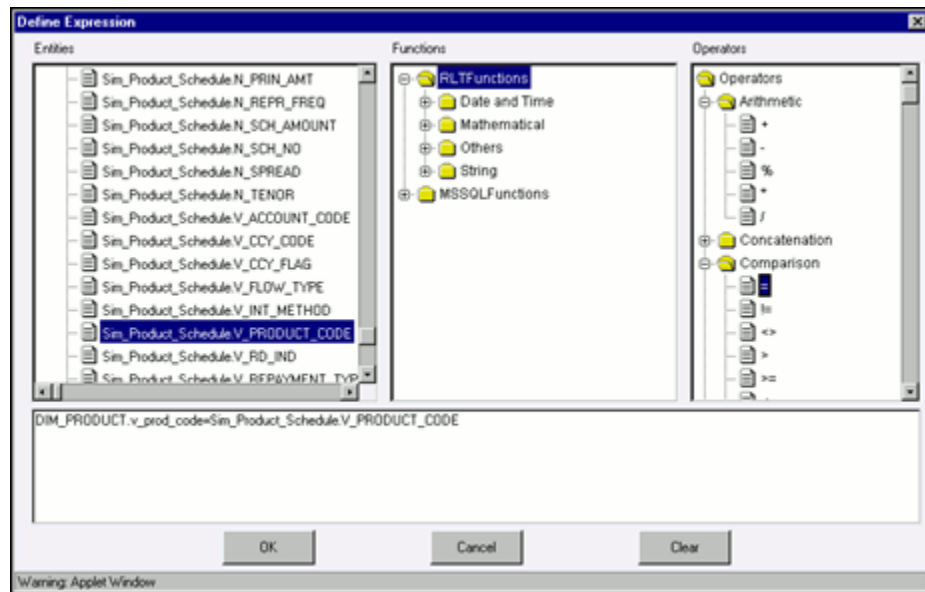 Define Expression
Entities
Functions
Operators
Sim_Product_Schedule.N_PRIN_AMT
Sim_Product_Schedule.N_REPR_FREQ
Sim_Product_Schedule.N_SCH_AMOUNT
Sim_Product_Schedule.N_SCH_NO
Sim_Product_Schedule.N_SPREAD
Sim_Product_Schedule.N_TENOR
Sim_Product_Schedule.V_ACCOUNT_CODE
Sim_Product_Schedule.V_CCY_CODE
Sim_Product_Schedule.V_CCY_FLAG
Sim_Product_Schedule.V_FLOW_TYPE
Sim_Product_Schedule.V_INT_METHOD
Sim_Product_Schedule.V_PRODUCT_CODE
Sim_Product_Schedule.V_RD_IND
Sim_Product_Schedule.V_REPAYMENT_TYP
RLTFunctions
Date and Time
Mathematical
Others
String
MSSQLFunctions
Operators
Arithmetic
+
-
%
*
/
Concatenation
Comparison
=
!=
<>
>
>=
DIM_PRODUCT.v_prod_code=Sim_Product_Schedule.V_PRODUCT_CODE
OK
Cancel
Clear
Warning: Applet Window